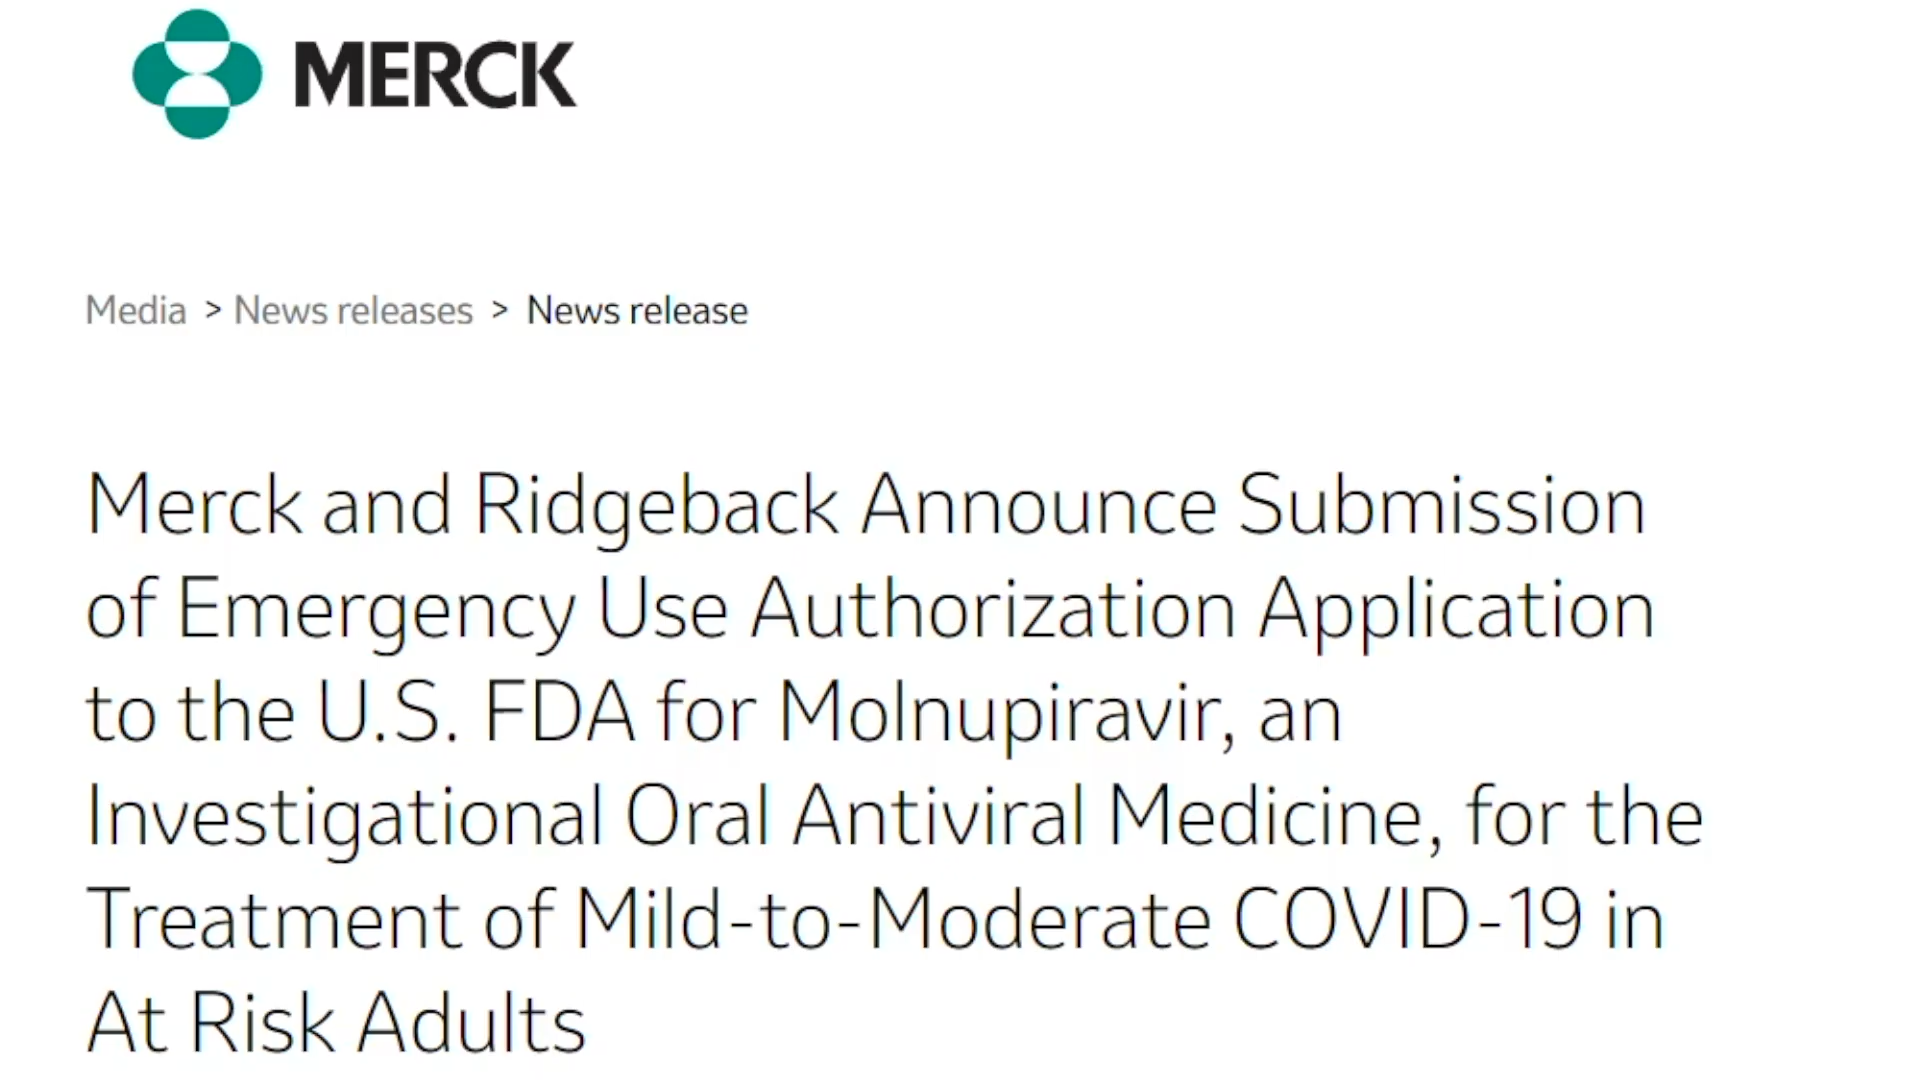 MERCK
Media > News releases > News release
Merck and Ridgeback Announce Submission
of Emergency Use Authorization Application
to the U.S. FDA for Molnupiravir, an
Investigational Oral Antiviral Medicine, for the
Treatment of Mild-to-Moderate COVID-19 in
At Risk Adults